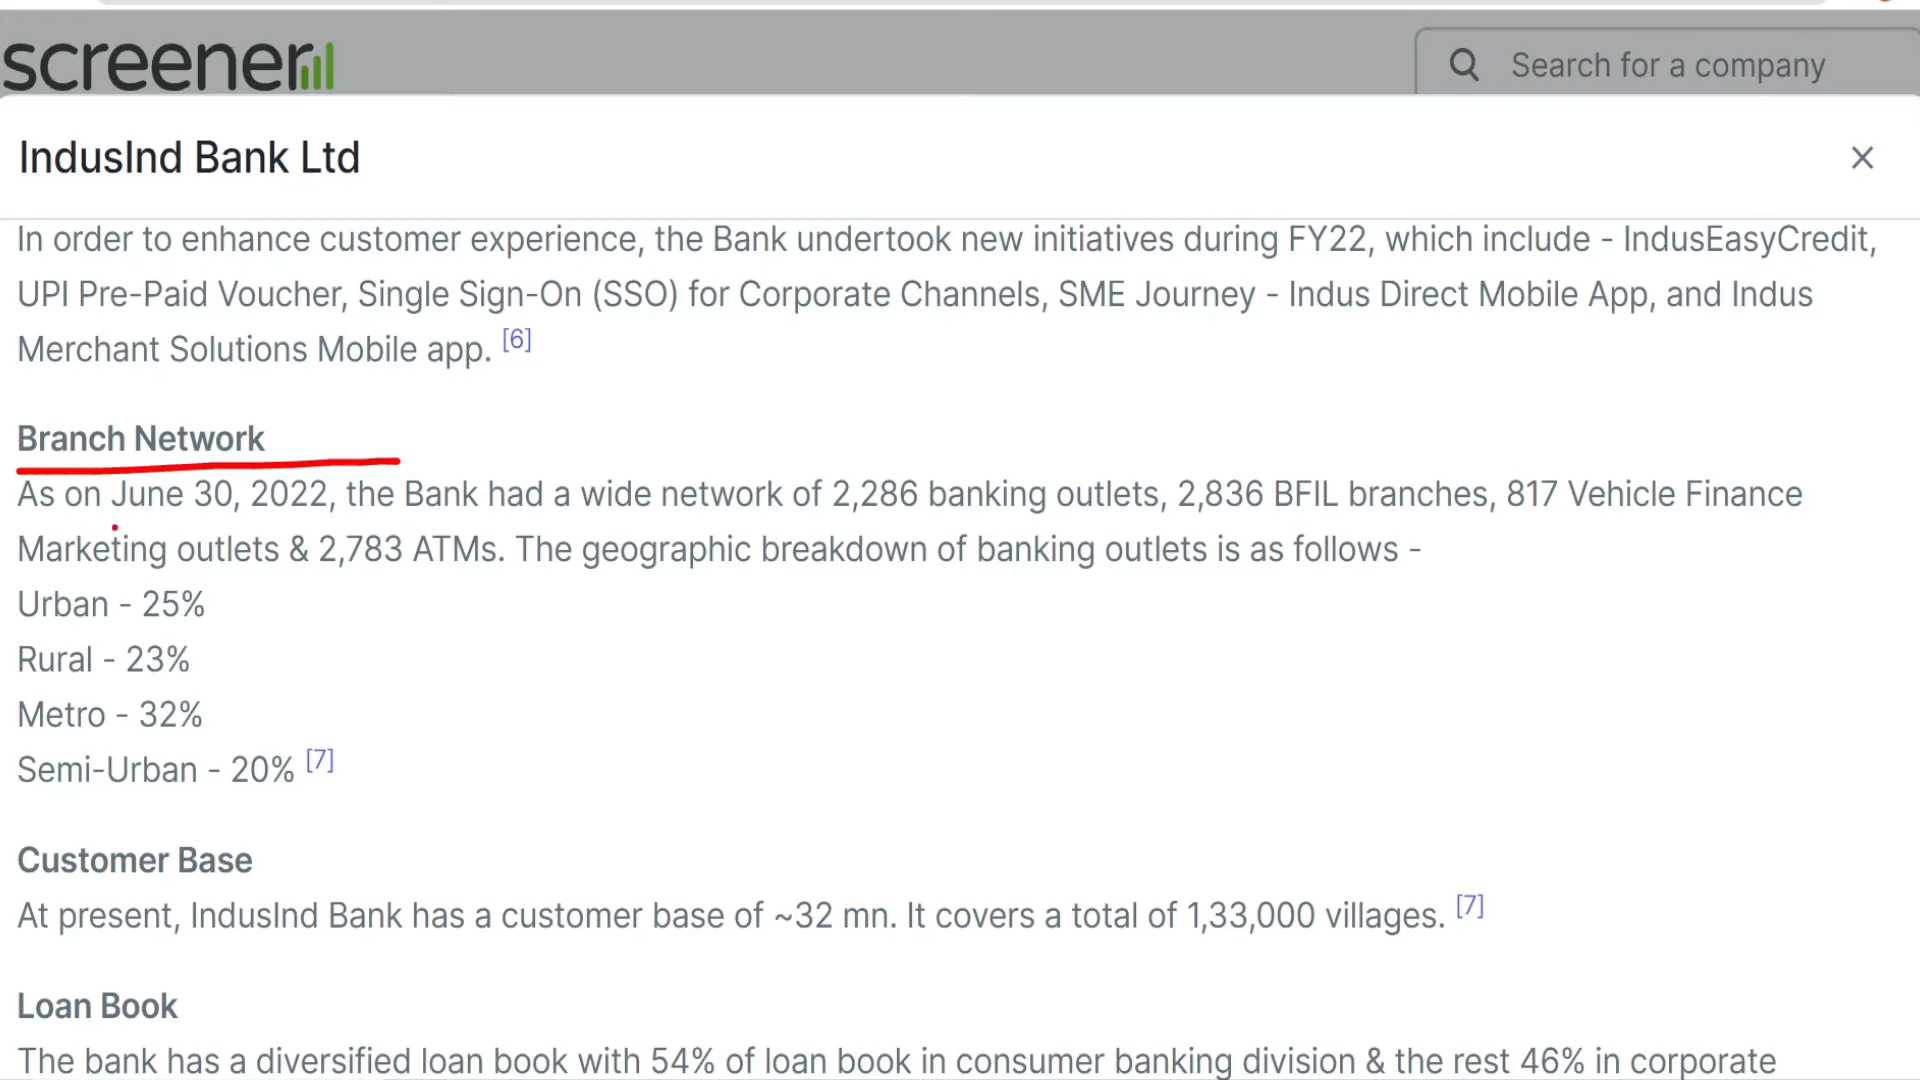 screener
Search for a company
IndusInd Bank Ltd
In order to enhance customer experience, the Bank undertook new initiatives during FY22, which include - IndusEasyCredit,
UPI Pre-Paid Voucher, Single Sign-On (SSO) for Corporate Channels, SME Journey - Indus Direct Mobile App, and Indus
Merchant Solutions Mobile app. [6]
Branch Network
As on June 30, 2022, the Bank had a wide network of 2,286 banking outlets, 2,836 BFIL branches, 817 Vehicle Finance
Marketing outlets & 2,783 ATMs. The geographic breakdown of banking outlets is as follows -
Urban - 25%
Rural - 23%
Metro - 32%
Semi-Urban - 20% [7]
Customer Base
At present, IndusInd Bank has a customer base of ~32 mn. It covers a total of 1,33,000 villages. [7]
Loan Book
The bank has a diversified loan book with 54% of loan book in consumer banking division & the rest 46% in corporate